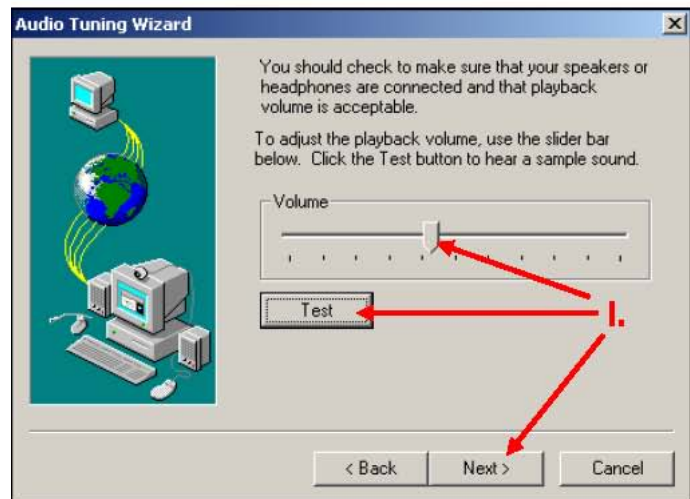 Audio Tuning Wizard
You should check to make sure that your speakers or
headphones are connected and that playback
volume is acceptable.
To adjust the playback volume, use the slider bar
below. Click the Test button to hear a sample sound.
Volume
Test
I.
< Back
Next >
Cancel